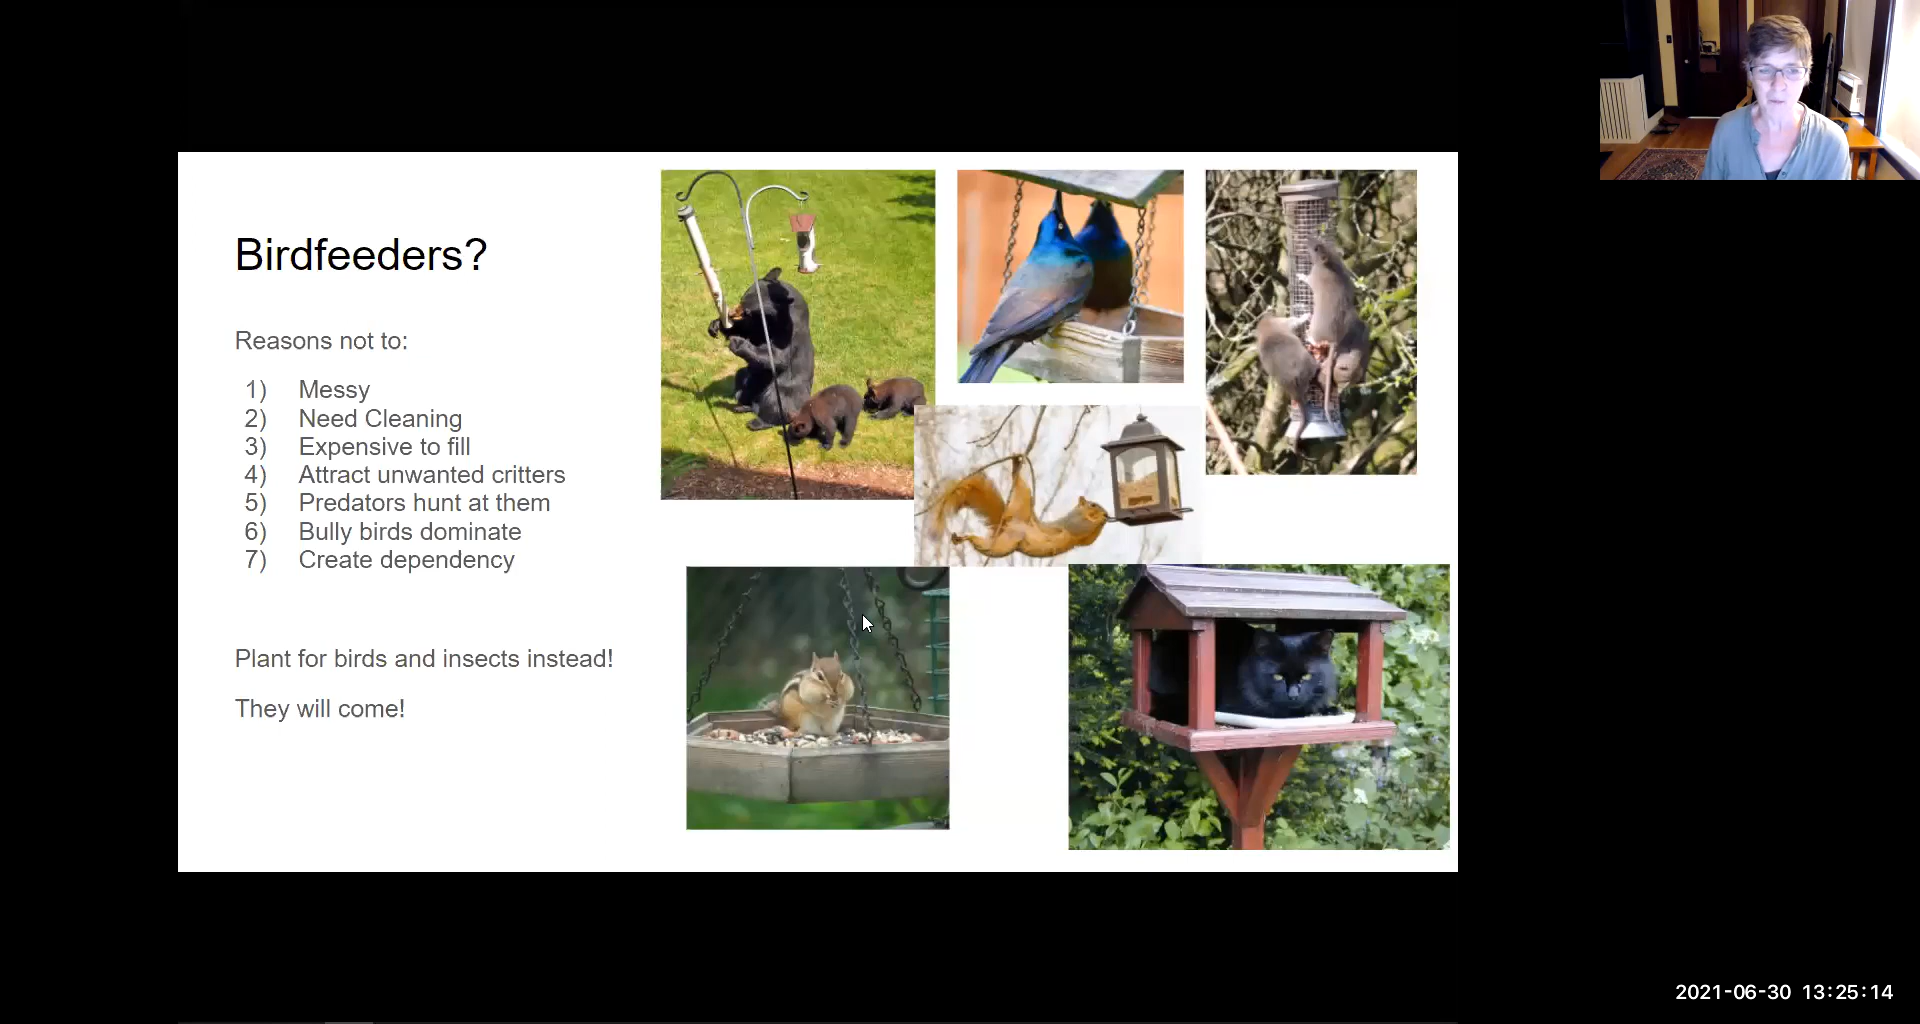 Birdfeeders?
Reasons not to:
1) Messy
2) Need Cleaning
3) Expensive to fill
4) Attract unwanted critters
5) Predators hunt at them
6) Bully birds dominate
7) Create dependency
Plant for birds and insects instead!
They will come!
2021-06-30 13:25:14